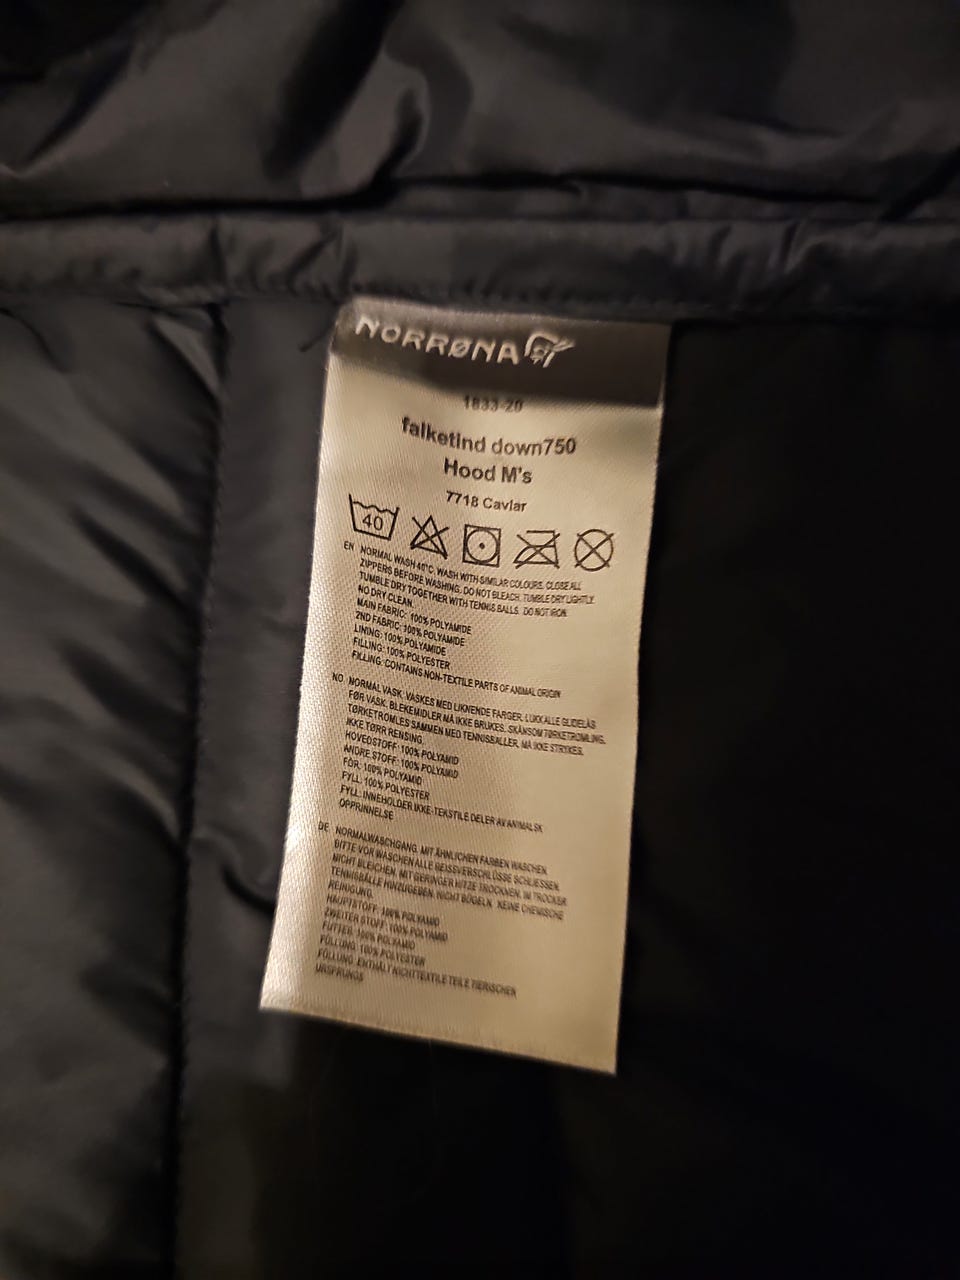 NORRØNA
1833-20
falketind down750
Hood M's
7718 Caviar
40
EN NORMAL WASH 40°C. WASH WITH SIMILAR COLOURS. CLOSE ALL
ZIPPERS BEFORE WASHING. DO NOT BLEACH. TUMBLE DRY LIGHTLY.
TUMBLE DRY TOGETHER WITH TENNIS BALLS. DO NOT IRON.
NO DRY CLEAN.
MAIN FABRIC: 100% POLYAMIDE
2ND FABRIC: 100% POLYAMIDE
LINING: 100% POLYAMIDE
FILLING: 100% POLYESTER
FILLING: CONTAINS NON-TEXTILE PARTS OF ANIMAL ORIGIN
NO NORMAL VASK. VASKES MED LIKNENDE FARGER. LUKK ALLE GLIDELÅS
FØR VASK. BLEKEMIDLER MÅ IKKE BRUKES. SKÅNSOM TØRKETROMLING.
TØRKETROMLES SAMMEN MED TENNISBALLER. MÅ IKKE STRYKES.
IKKE TØRR RENSING.
HOVEDSTOFF: 100% POLYAMID
ANDRE STOFF: 100% POLYAMID
FÔR: 100% POLYAMID
FYLL: 100% POLYESTER
FYLL: INNEHOLDER IKKE-TEKSTILE DELER AV ANIMALSK
OPPRINNELSE
DE NORMALWASCHGANG. MIT ÄHNLICHEN FARBEN WASCHEN.
BITTE VOR WASCHEN ALLE REISSVERSCHLÜSSE SCHLIESSEN.
NICHT BLEICHEN. MIT GERINGER HITZE TROCKNEN. IM TROCKER
TENNISBÄLLE HINZUGEBEN. NICHT BÜGELN. KEINE CHEMISCHE
REINIGUNG.
HAUPTSTOFF: 100% POLYAMID
ZWEITER STOFF: 100% POLYAMID
FUTTER: 100% POLYAMID
FÜLLUNG: 100% POLYESTER
FÜLLUNG: ENTHÄLT NICHTTEXTILE TEILE TIERISCHEN
URSPRUNGS